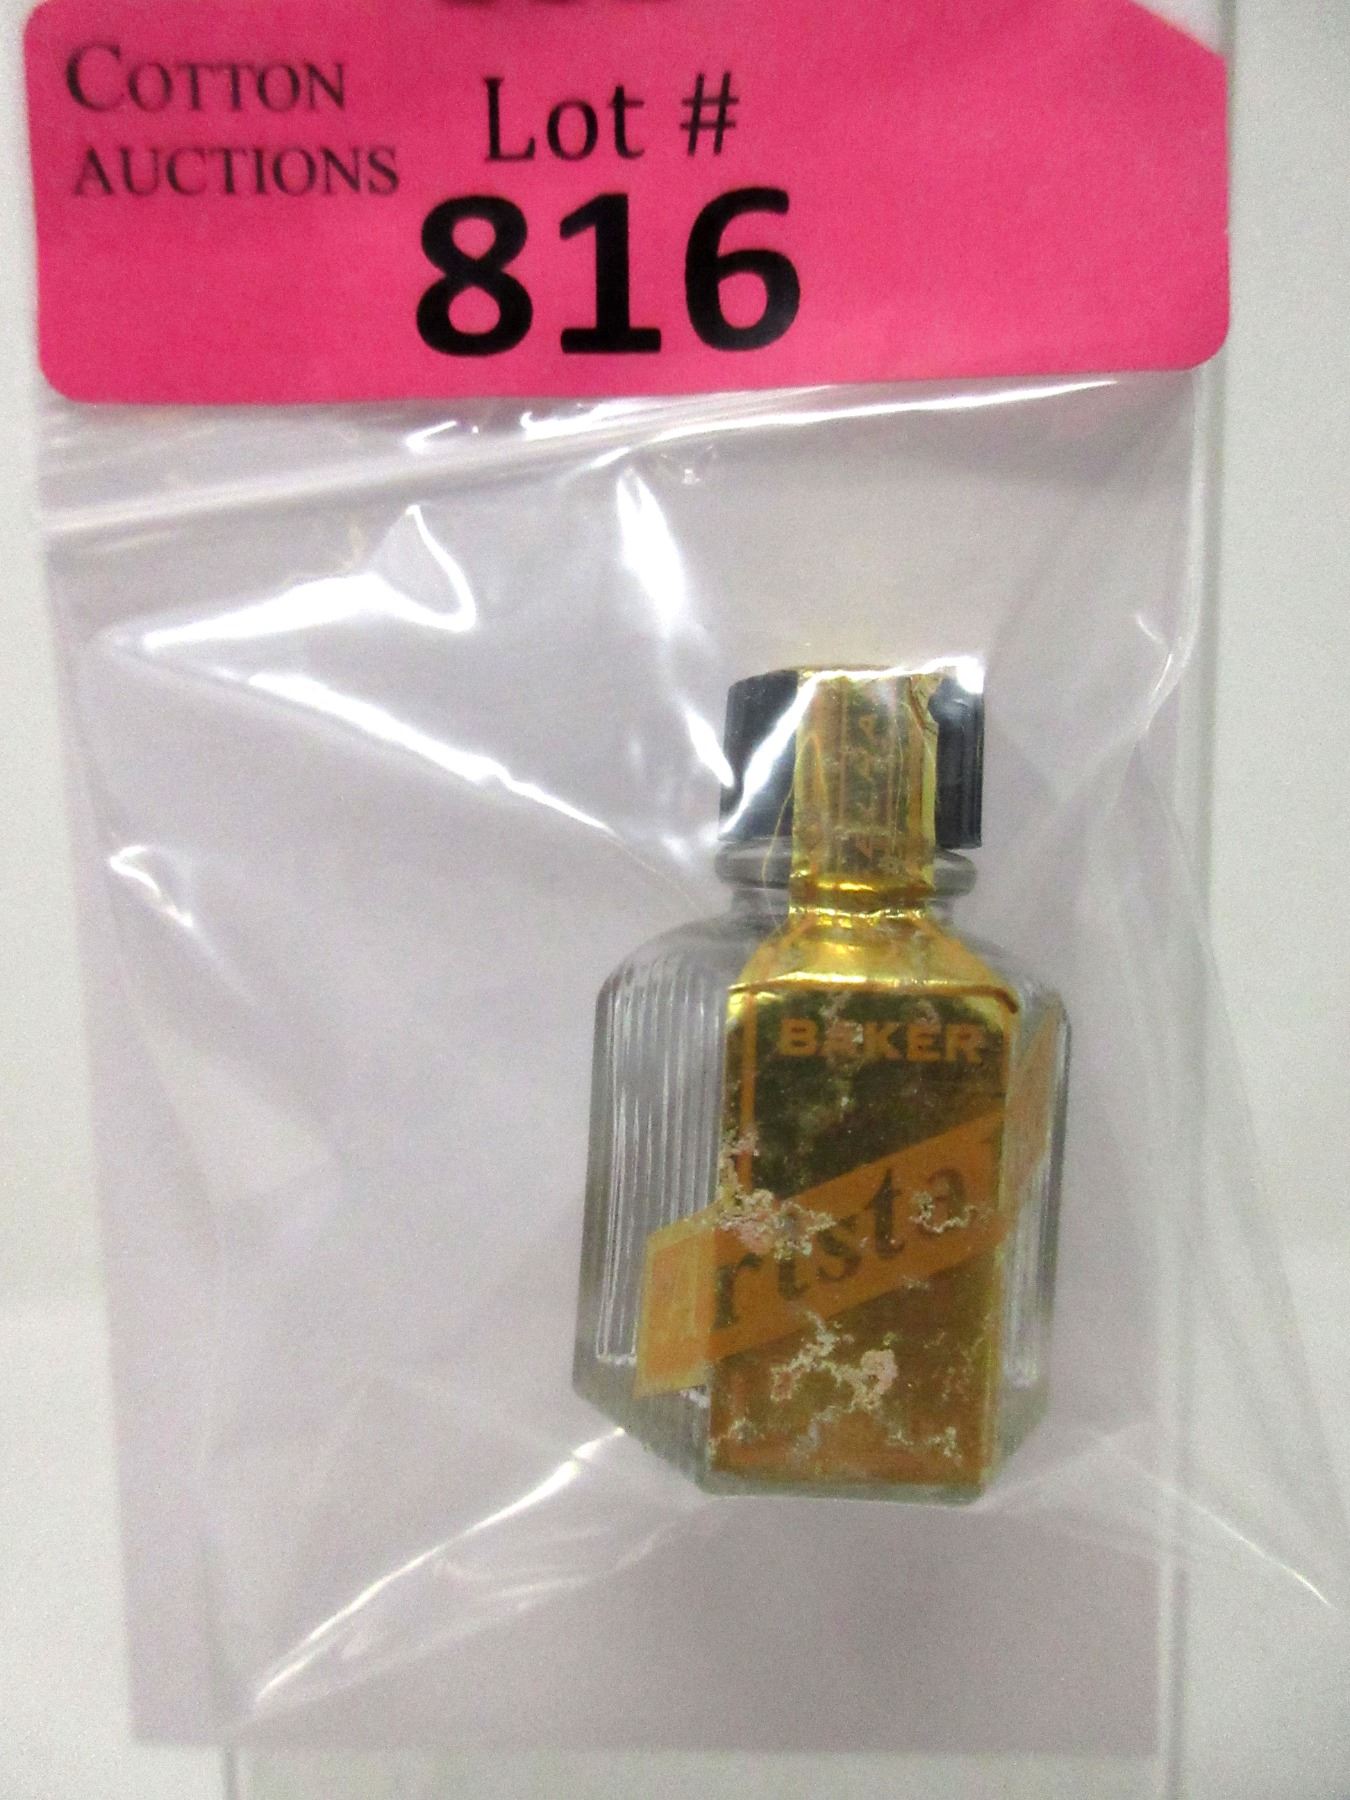 COTTON
AUCTIONS
Lot #
816
BAKER
rista